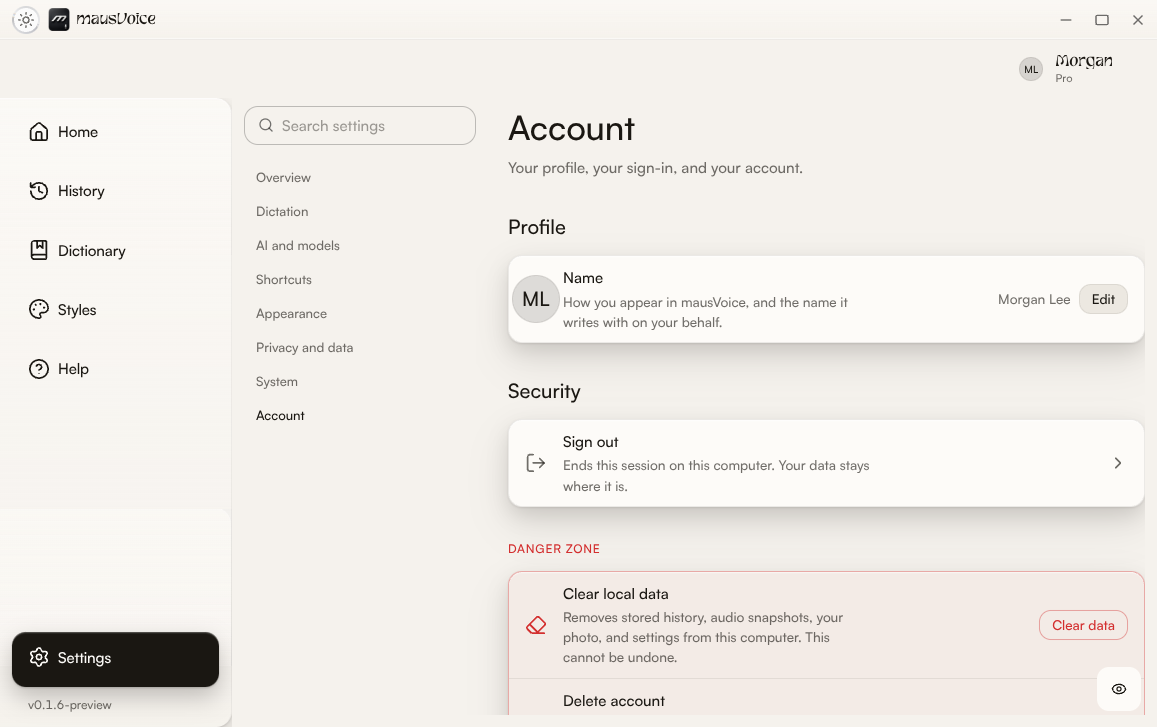 mausVoice
ML
Morgan
Pro
Home
History
Dictionary
Styles
Help
Settings
v0.1.6-preview
Search settings
Overview
Dictation
AI and models
Shortcuts
Appearance
Privacy and data
System
Account
Account
Your profile, your sign-in, and your account.
Profile
ML
Name
How you appear in mausVoice, and the name it
writes with on your behalf.
Morgan Lee
Edit
Security
Sign out
Ends this session on this computer. Your data stays
where it is.
DANGER ZONE
Clear local data
Removes stored history, audio snapshots, your
photo, and settings from this computer. This
cannot be undone.
Clear data
Delete account